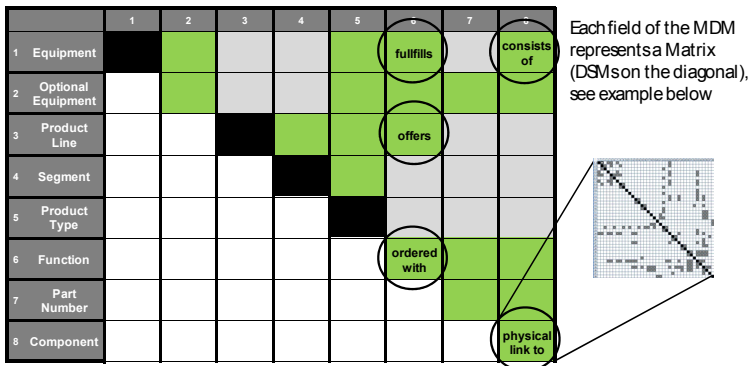 1 2 3 4 5 6 7 8
1 Equipment
fullfills
consists
of
2 Optional
Equipment
3 Product
Line
offers
4 Segment
5 Product
Type
6 Function
ordered
with
7 Part
Number
8 Component
physical
link to
Each field of the MDM
represents a Matrix
(DSMs on the diagonal),
see example below